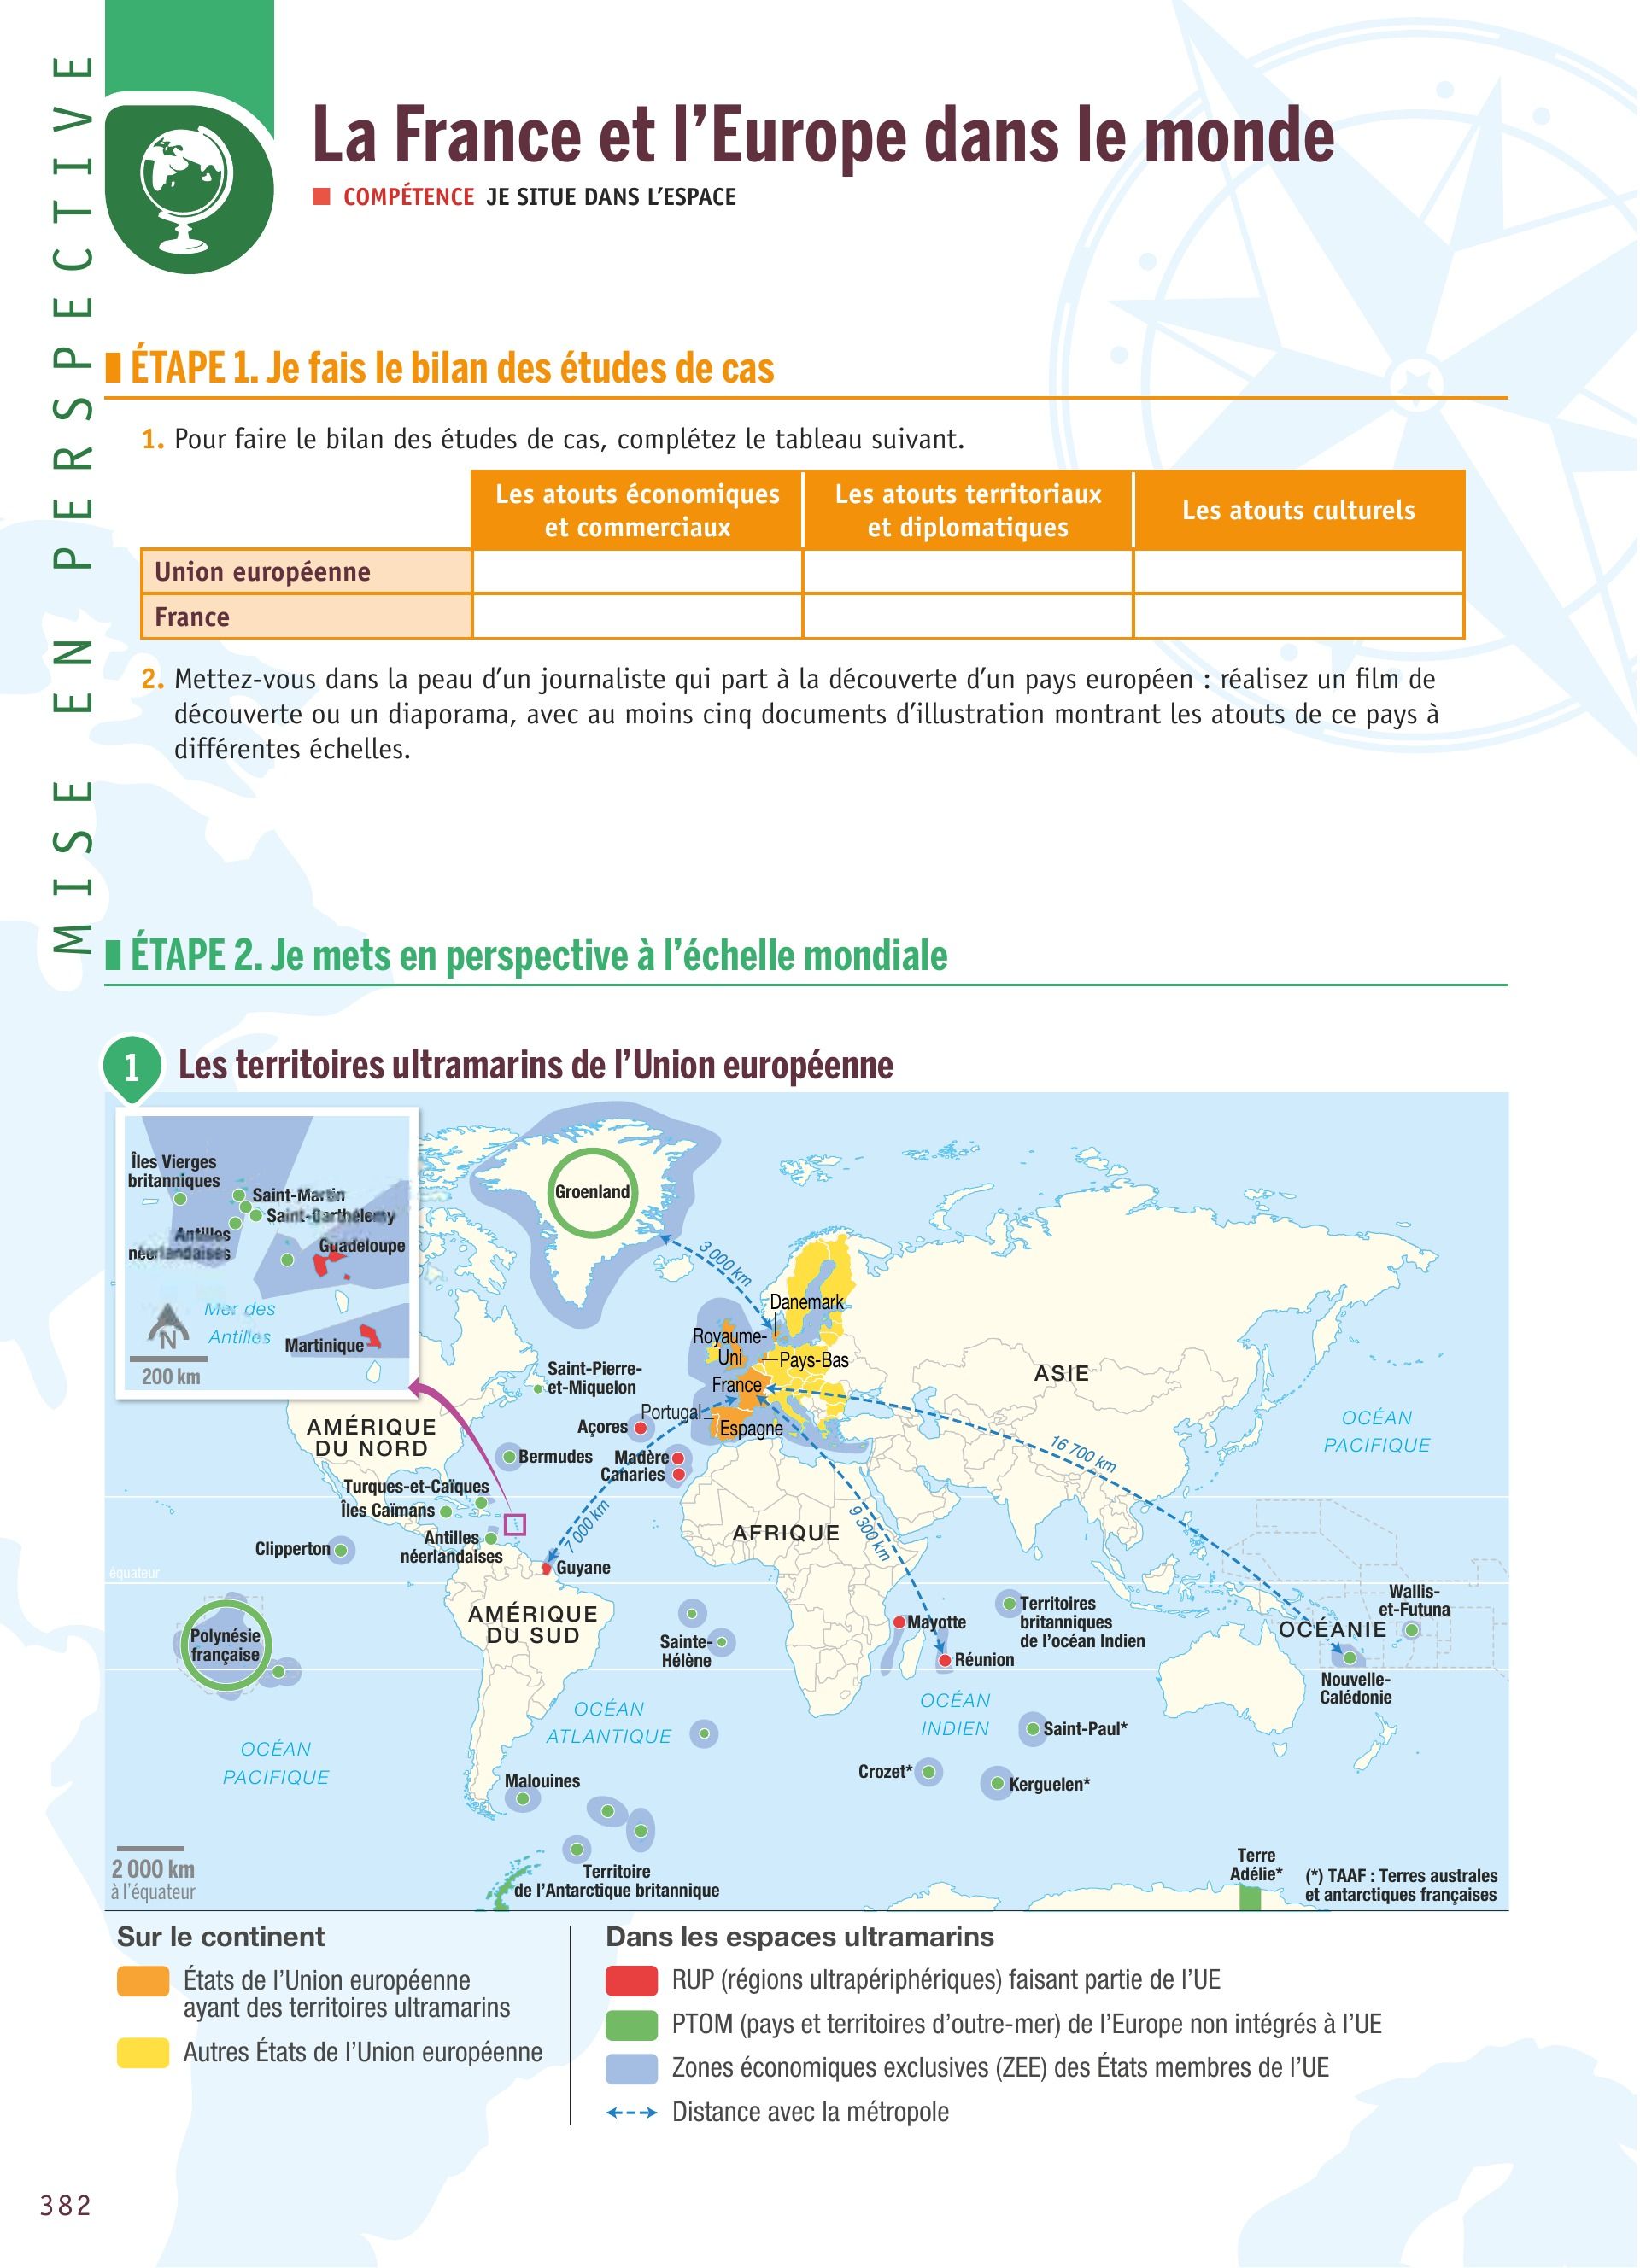 MISE EN PERSPECTIVE
La France et l’Europe dans le monde
COMPÉTENCE JE SITUE DANS L’ESPACE
ÉTAPE 1. Je fais le bilan des études de cas
1. Pour faire le bilan des études de cas, complétez le tableau suivant.
Les atouts économiques
et commerciaux
Les atouts territoriaux
et diplomatiques
Les atouts culturels
Union européenne
France
2. Mettez-vous dans la peau d’un journaliste qui part à la découverte d’un pays européen : réalisez un film de
découverte ou un diaporama, avec au moins cinq documents d’illustration montrant les atouts de ce pays à
différentes échelles.
ÉTAPE 2. Je mets en perspective à l’échelle mondiale
1 Les territoires ultramarins de l’Union européenne
Îles Vierges
britanniques
Saint-Martin
Saint-Barthélemy
Antilles
néerlandaises
Guadeloupe
Mer des
Antilles
N
200 km
Martinique
Groenland
3 000 km
Danemark
Royaume-
Uni
Pays-Bas
France
Portugal
Espagne
Saint-Pierre-
et-Miquelon
Açores
Madère
Canaries
Bermudes
AMÉRIQUE
DU NORD
Turques-et-Caïques
Îles Caïmans
Antilles
néerlandaises
Clipperton
7 000 km
Guyane
ASIE
OCÉAN
PACIFIQUE
16 700 km
9 300 km
AFRIQUE
équateur
Polynésie
française
AMÉRIQUE
DU SUD
Sainte-
Hélène
Mayotte
Réunion
Territoires
britanniques
de l’océan Indien
Wallis-
et-Futuna
OCÉANIE
Nouvelle-
Calédonie
OCÉAN
ATLANTIQUE
OCÉAN
INDIEN
Saint-Paul*
Crozet*
Kerguelen*
OCÉAN
PACIFIQUE
Malouines
Territoire
de l’Antarctique britannique
2 000 km
à l’équateur
Terre
Adélie*
(*) TAAF : Terres australes
et antarctiques françaises
Sur le continent
États de l’Union européenne
ayant des territoires ultramarins
Autres États de l’Union européenne
Dans les espaces ultramarins
RUP (régions ultrapériphériques) faisant partie de l’UE
PTOM (pays et territoires d’outre-mer) de l’Europe non intégrés à l’UE
Zones économiques exclusives (ZEE) des États membres de l’UE
Distance avec la métropole
382